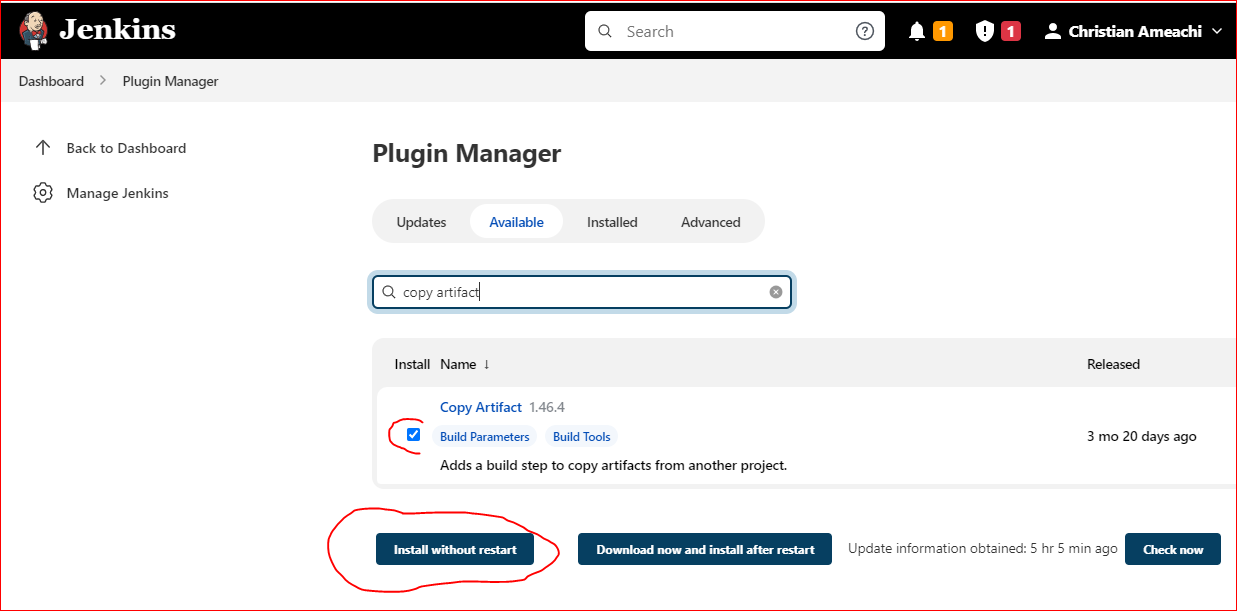 Jenkins
Search
1
1
Christian Ameachi
Dashboard
Plugin Manager
Back to Dashboard
Manage Jenkins
Plugin Manager
Updates
Available
Installed
Advanced
copy artifact
Install Name ↓ Released
Copy Artifact 1.46.4
Build Parameters Build Tools
3 mo 20 days ago
Adds a build step to copy artifacts from another project.
Install without restart
Download now and install after restart
Update information obtained: 5 hr 5 min ago
Check now